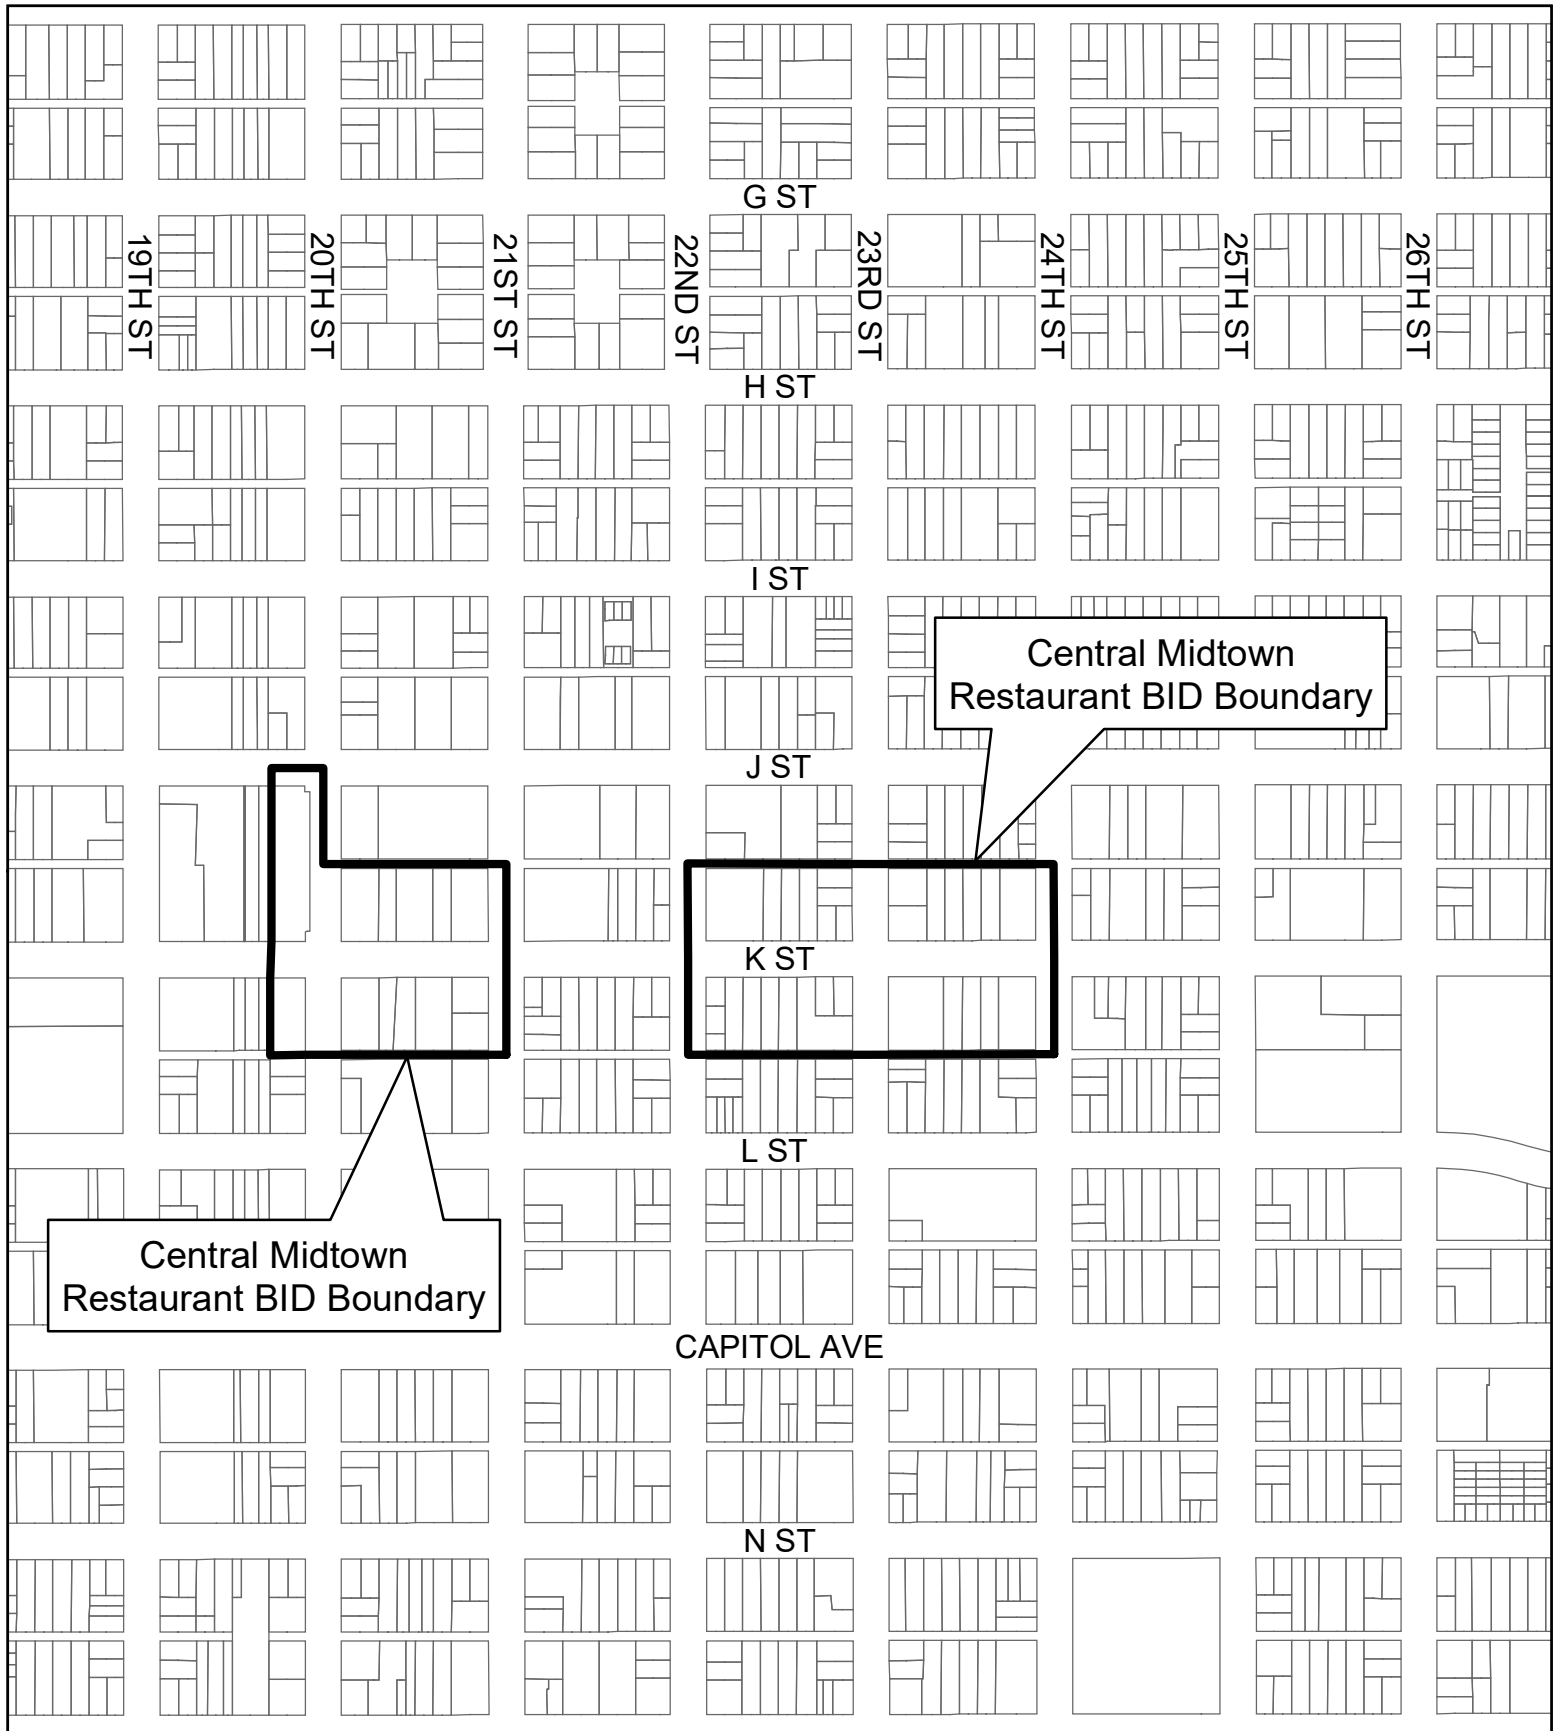 G ST
19TH ST
20TH ST
21ST ST
22ND ST
23RD ST
24TH ST
25TH ST
26TH ST
H ST
I ST
Central Midtown
Restaurant BID Boundary
J ST
K ST
L ST
Central Midtown
Restaurant BID Boundary
CAPITOL AVE
N ST